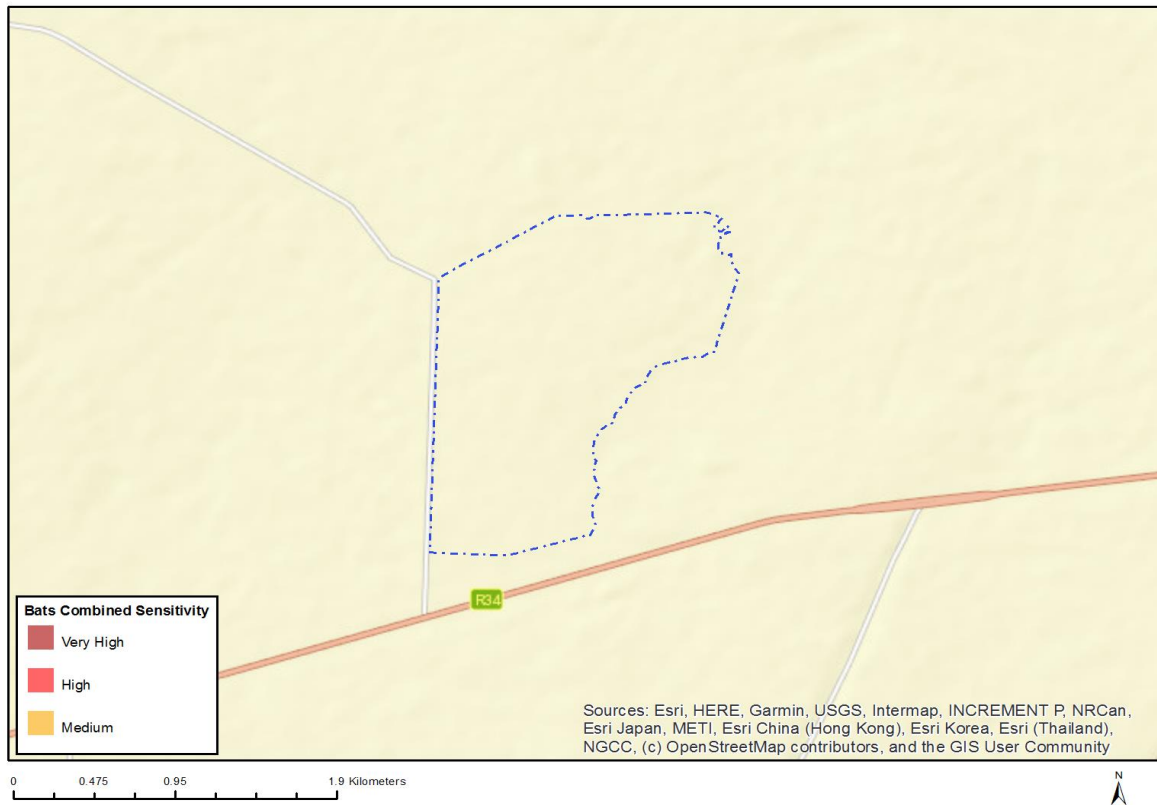 R34
Bats Combined Sensitivity
Very High
High
Medium
Sources: Esri, HERE, Garmin, USGS, Intermap, INCREMENT P, NRCan,
Esri Japan, METI, Esri China (Hong Kong), Esri Korea, Esri (Thailand),
NGCC, (c) OpenStreetMap contributors, and the GIS User Community
0 0.475 0.95 1.9 Kilometers
N